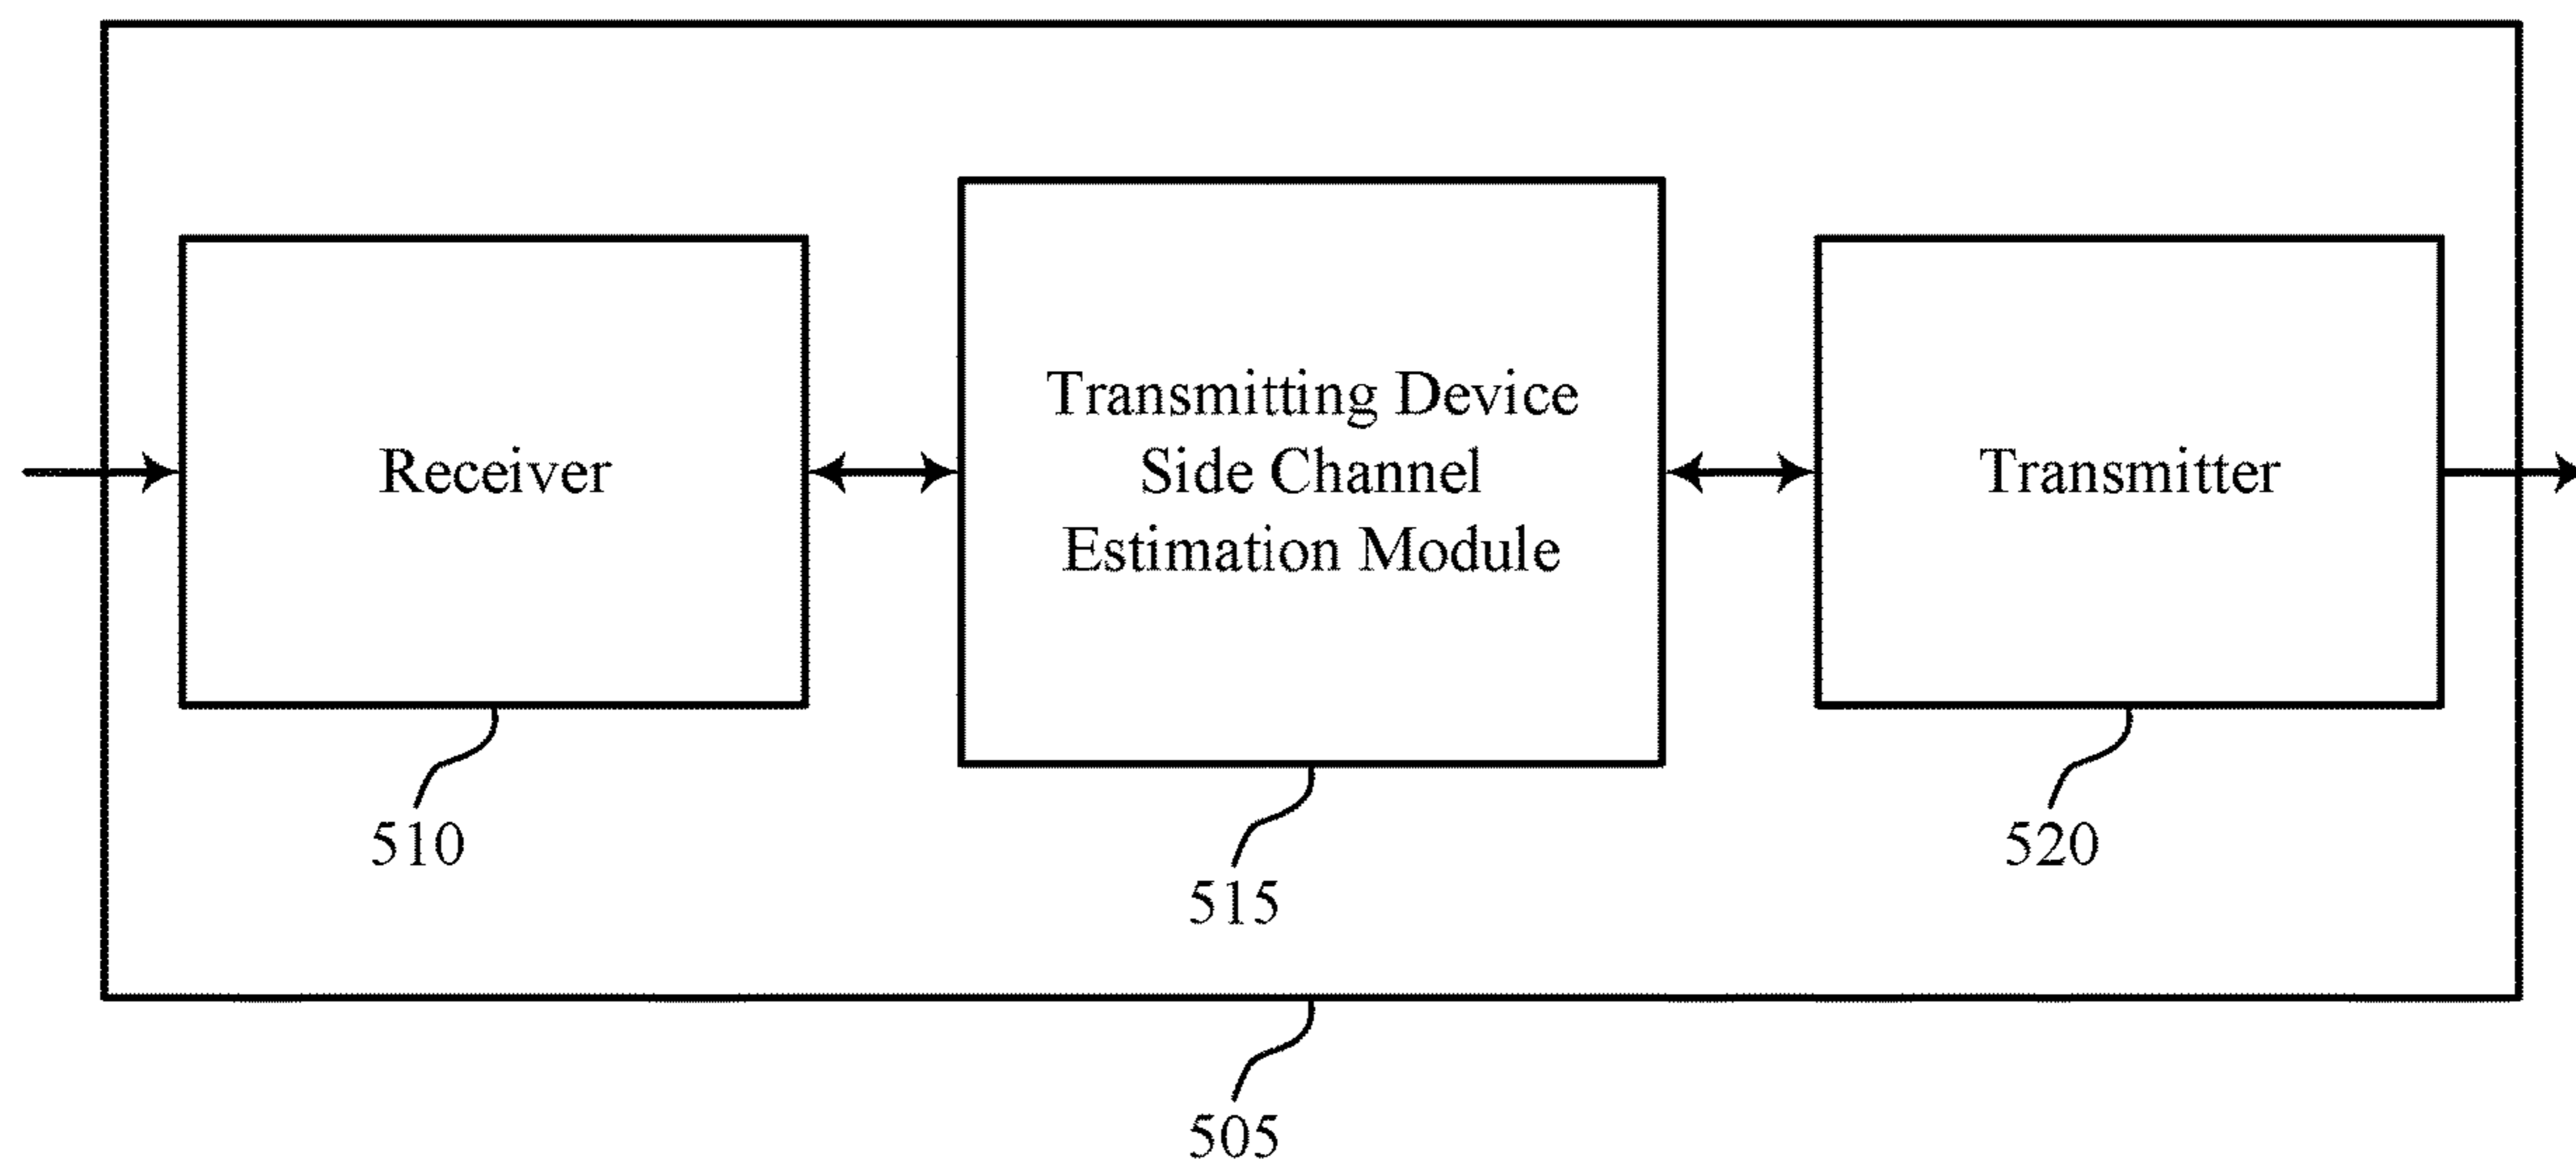 Receiver
Transmitting Device
Side Channel
Estimation Module
Transmitter
510
515
520
505